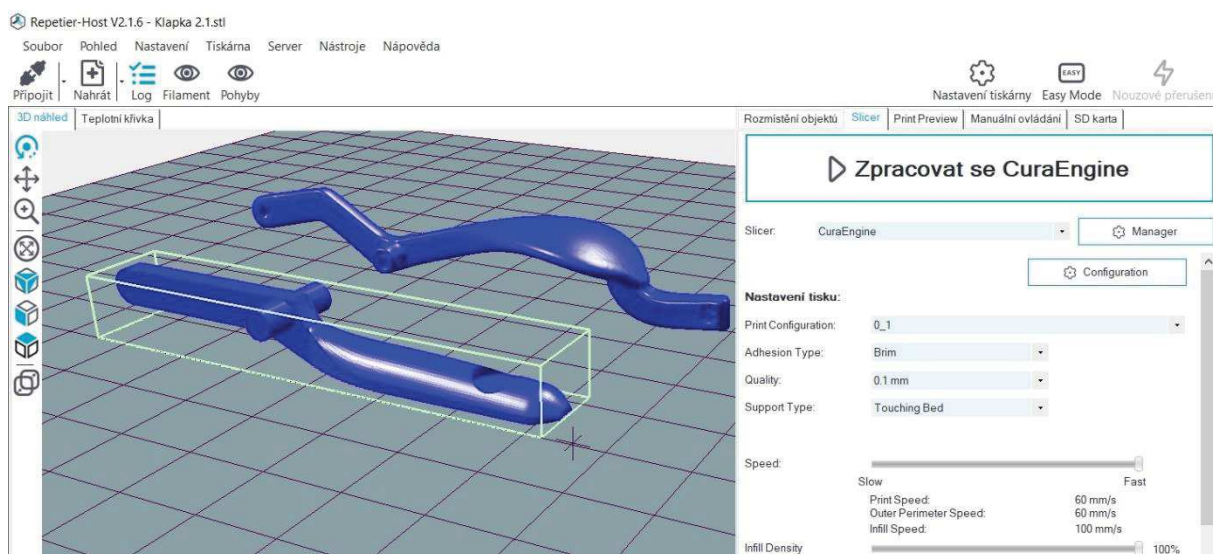 Repetier-Host V2.1.6 - Klapka 2.1.stl
Soubor Pohled Nastavení Tiskárna Server Nástroje Nápověda
Připojit Nahrát Log Filament Pohyby Nastavení tiskárny EASY Easy Mode Nouzové přerušení
3D náhled Teplotní křivka Rozmístění objektů Slicer Print Preview Manuální ovládání SD karta
Zpracovat se CuraEngine
Slicer: CuraEngine Manager
Configuration
Nastavení tisku:
Print Configuration: 0_1
Adhesion Type: Brim
Quality: 0.1 mm
Support Type: Touching Bed
Speed:
Slow Fast
Print Speed: 60 mm/s
Outer Perimeter Speed: 60 mm/s
Infill Speed: 100 mm/s
Infill Density 100%